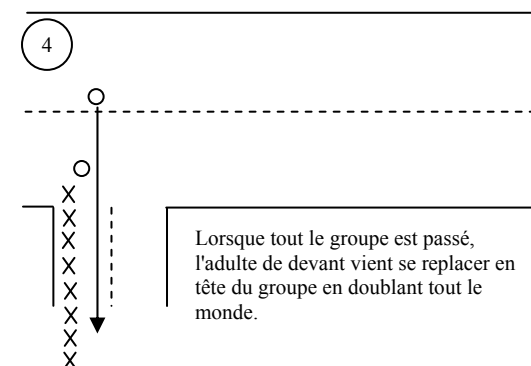 4
Lorsque tout le groupe est passé,
l'adulte de devant vient se replacer en
tête du groupe en doublant tout le
monde.